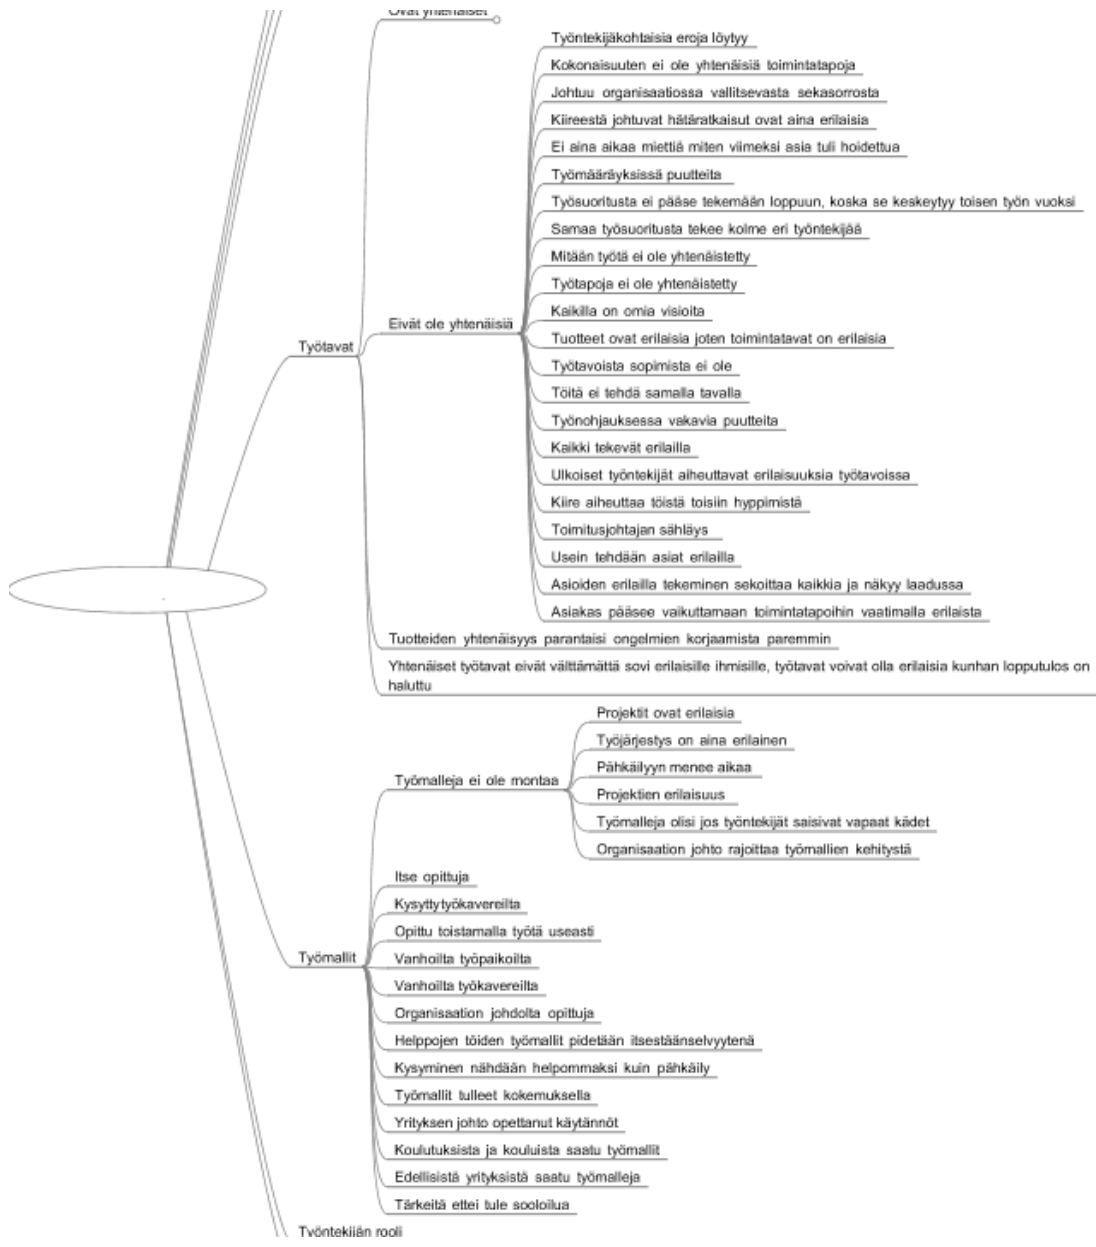 Ovat yhtenäiset
Työntekijäkohtaisia eroja löytyy
Kokonaisuuten ei ole yhtenäisiä toimintatapoja
Johtuu organisaatiossa vallitsevasta sekasorrosta
Kiireestä johtuvat hätäratkaisut ovat aina erilaisia
Ei aina aikaa miettiä miten viimeksi asia tuli hoidettua
Työmääräyksissä puutteita
Työsuoritusta ei pääse tekemään loppuun, koska se keskeytyy toisen työn vuoksi
Samaa työsuoritusta tekee kolme eri työntekijää
Mitään työtä ei ole yhtenäistetty
Työtapoja ei ole yhtenäistetty
Kaikilla on omia visioita
Eivät ole yhtenäisiä
Tuotteet ovat erilaisia joten toimintatavat on erilaisia
Työtavat
Työtavoista sopimista ei ole
Töitä ei tehdä samalla tavalla
Työnohjauksessa vakavia puutteita
Kaikki tekevät erilailla
Ulkoiset työntekijät aiheuttavat erilaisuuksia työtavoissa
Kiire aiheuttaa töistä toisiin hyppimistä
Toimitusjohtajan sähläys
Usein tehdään asiat erilailla
Asioiden erilailla tekeminen sekoittaa kaikkia ja näkyy laadussa
Asiakas pääsee vaikuttamaan toimintatapoihin vaatimalla erilaista
Tuotteiden yhtenäisyys parantaisi ongelmien korjaamista paremmin
Yhtenäiset työtavat eivät välttämättä sovi erilaisille ihmisille, työtavat voivat olla erilaisia kunhan lopputulos on
haluttu
Projektit ovat erilaisia
Työjärjestys on aina erilainen
Pähkäilyyn menee aikaa
Työmalleja ei ole montaa
Projektien erilaisuus
Työmalleja olisi jos työntekijät saisivat vapaat kädet
Organisaation johto rajoittaa työmallien kehitystä
Itse opittuja
Kysyttytyökavereilta
Opittu toistamalla työtä useasti
Työmallit
Vanhoilta työpaikoilta
Vanhoilta työkavereilta
Organisaation johdolta opittuja
Helppojen töiden työmallit pidetään itsestäänselvyytenä
Kysyminen nähdään helpommaksi kuin pähkäily
Työmallit tulleet kokemuksella
Yrityksen johto opettanut käytännöt
Koulutuksista ja kouluista saatu työmallit
Edellisistä yrityksistä saatu työmalleja
Tärkeitä ettei tule sooloilua
Työntekijän rooli